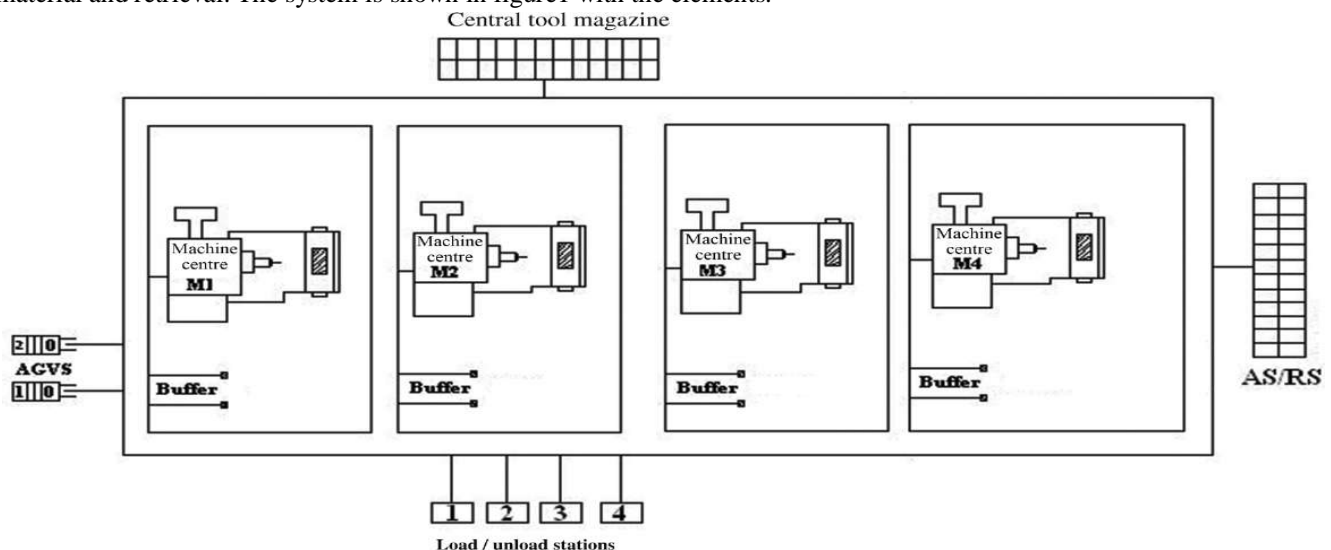 material and retrieval. The system is shown in figure1 with the elements.
Central tool magazine
Machine
centre
M1
Machine
centre
M2
Machine
centre
M3
Machine
centre
M4
2 0
AGVS
1 0
Buffer
Buffer
Buffer
Buffer
AS/RS
1 2 3 4
Load / unload stations